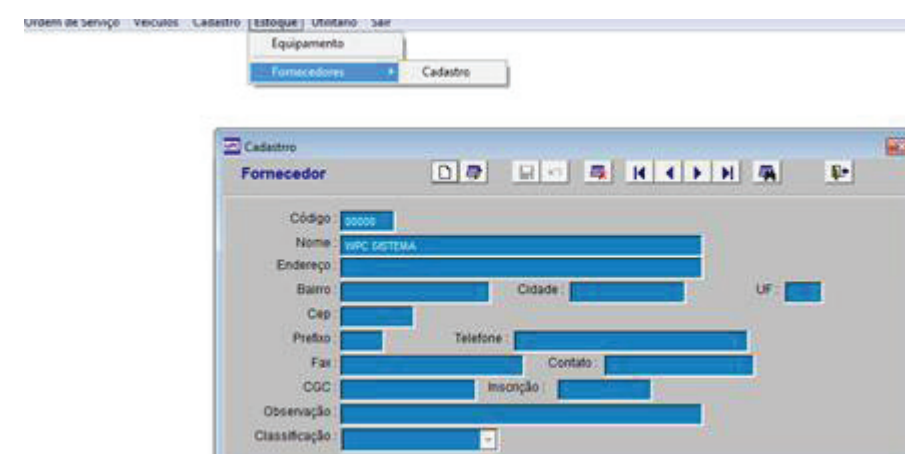 Ordem de Serviço Veículos Cadastro Estoque Utilitário Sair
Equipamento
Fornecedores Cadastro
Cadastrro
Fornecedor
Código : 00000
Nome : WPC SISTEMA
Endereço :
Bairro : Cidade : UF :
Cep :
Prefixo : Telefone :
Fax : Contato :
CGC : Inscrição :
Observação :
Classificação :